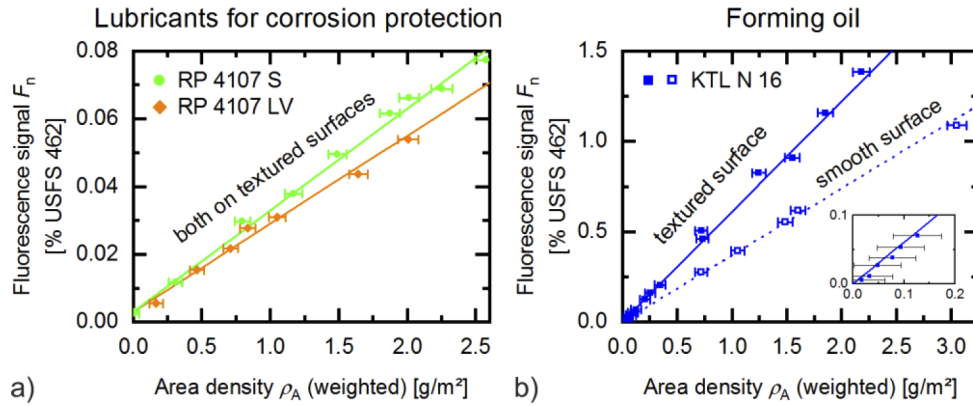 Lubricants for corrosion protection
Fluorescence signal Fₙ
[% USFS 462]
0.08
0.06
0.04
0.02
0.00
RP 4107 S
RP 4107 LV
both on textured surfaces
0.0 0.5 1.0 1.5 2.0 2.5
a) Area density ρ_A (weighted) [g/m²]
Forming oil
Fluorescence signal Fₙ
[% USFS 462]
1.5
1.0
0.5
0.0
KTL N 16
textured surface
smooth surface
0.1
0.0
0.0 0.1 0.2
0.0 0.5 1.0 1.5 2.0 2.5 3.0
b) Area density ρ_A (weighted) [g/m²]